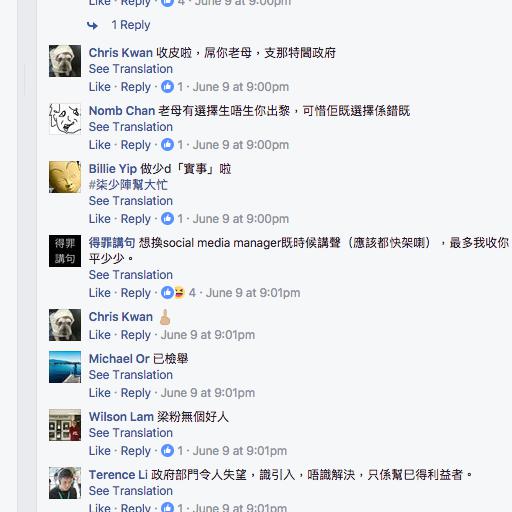 Like · Reply · 4 · June 9 at 9:00pm
1 Reply
Chris Kwan 收皮啦，屌你老母，支那特閪政府
See Translation
Like · Reply · 1 · June 9 at 9:00pm
Nomb Chan 老母有選擇生唔生你出黎，可惜佢既選擇係錯既
See Translation
Like · Reply · 1 · June 9 at 9:00pm
Billie Yip 做少d「實事」啦
#柒少陣幫大忙
See Translation
Like · Reply · 1 · June 9 at 9:00pm
得罪講句
得罪講句 想換social media manager既時候講聲（應該都快架喇），最多我收你
平少少。
See Translation
Like · Reply · 4 · June 9 at 9:01pm
Chris Kwan 🖕🏼
Like · Reply · June 9 at 9:01pm
Michael Or 已檢舉
See Translation
Like · Reply · June 9 at 9:01pm
Wilson Lam 梁粉無個好人
See Translation
Like · Reply · 1 · June 9 at 9:01pm
Terence Li 政府部門令人失望，識引入，唔識解決，只係幫巳得利益者。
See Translation
Like · Reply · 1 · June 9 at 9:01pm